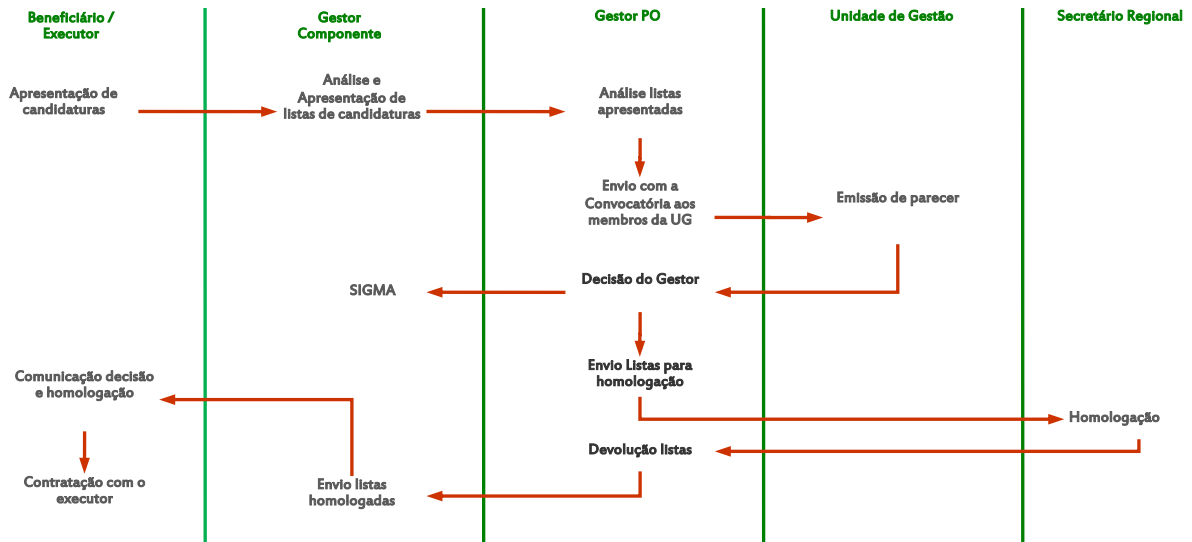 Beneficiário /
Executor
Gestor
Componente
Gestor PO
Unidade de Gestão
Secretário Regional
Apresentação de
candidaturas
Análise e
Apresentação de
listas de candidaturas
Análise listas
apresentadas
Envio com a
Convocatória aos
membros da UG
Emissão de parecer
SIGMA
Decisão do Gestor
Envio Listas para
homologação
Comunicação decisão
e homologação
Homologação
Devolução listas
Contratação com o
executor
Envio listas
homologadas